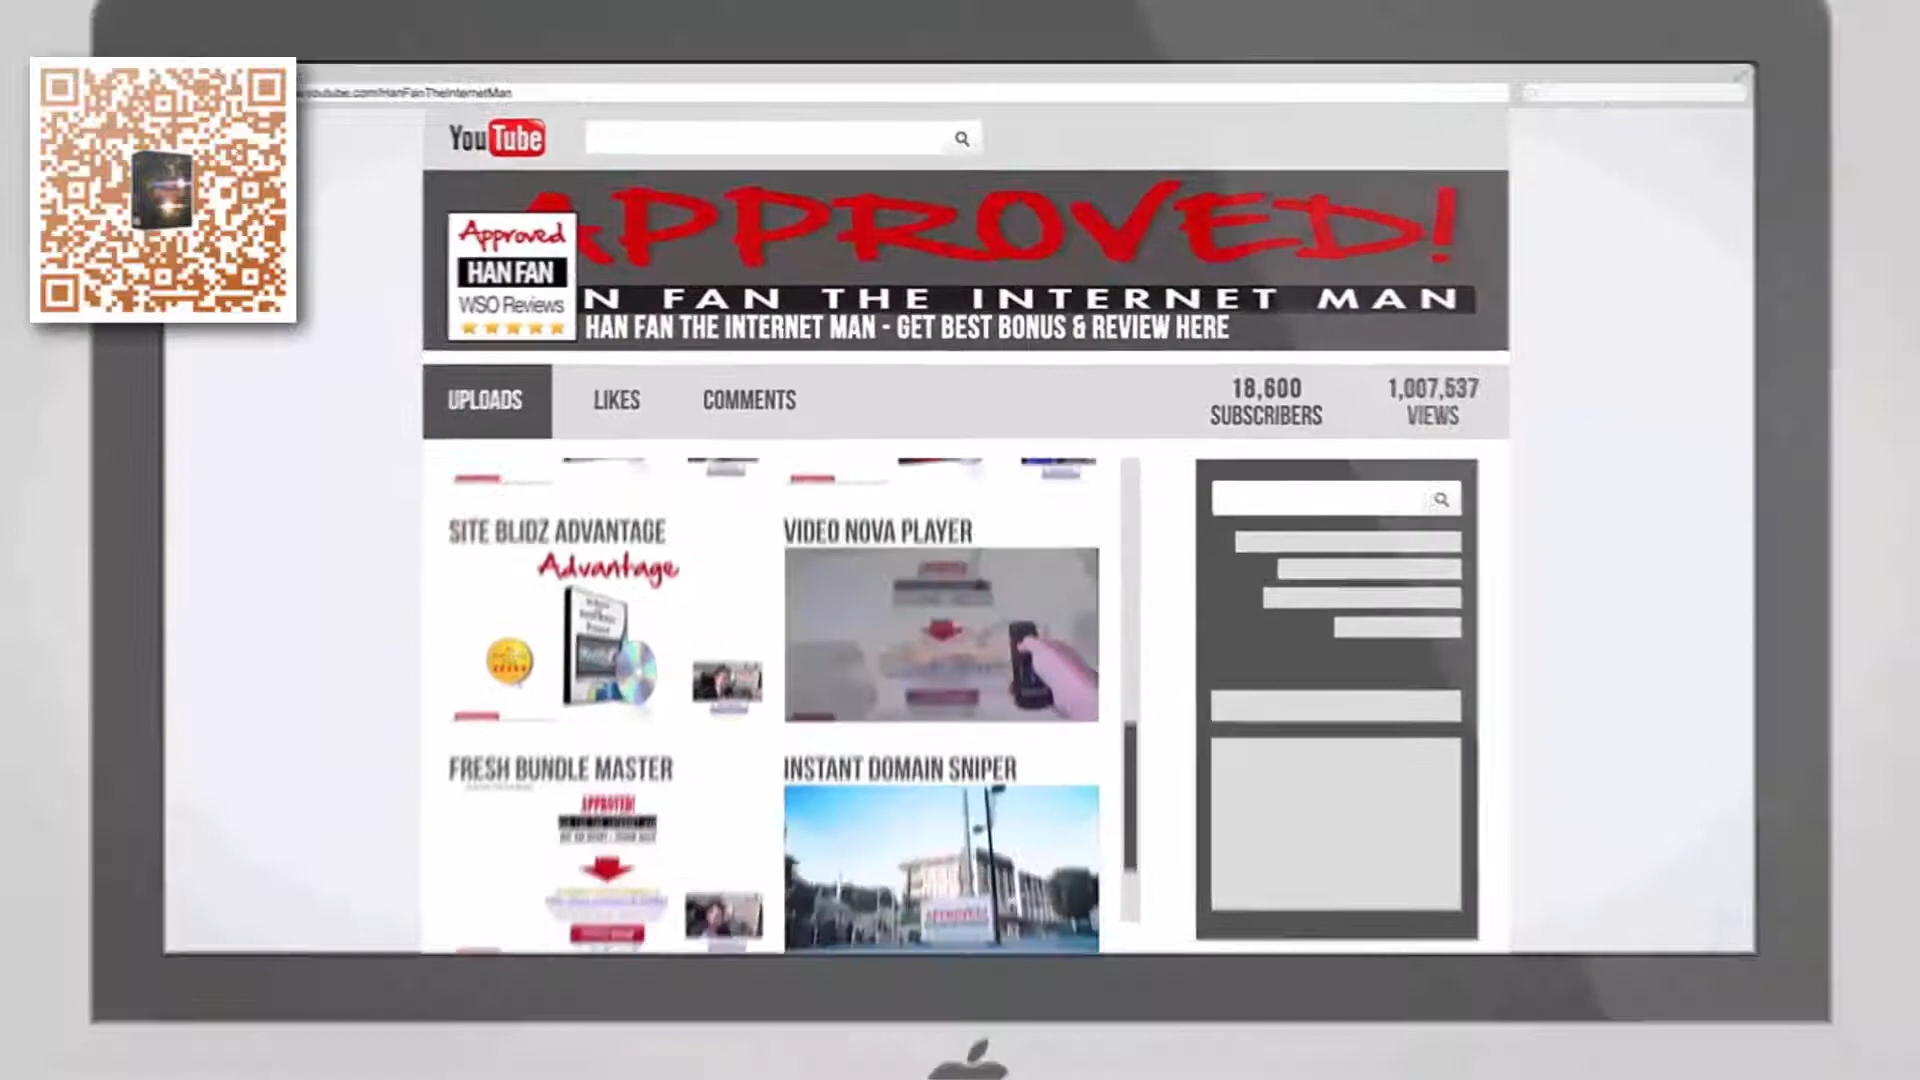 youtube.com/HanFanTheInternetMan
YouTube
APPROVED!
Approved
HAN FAN
WSO Reviews
N FAN THE INTERNET MAN
HAN FAN THE INTERNET MAN - GET BEST BONUS & REVIEW HERE
UPLOADS
LIKES
COMMENTS
18,600
SUBSCRIBERS
1,007,537
VIEWS
SITE BLIDZ ADVANTAGE
VIDEO NOVA PLAYER
Advantage
FRESH BUNDLE MASTER
INSTANT DOMAIN SNIPER
APPROVED!
APPROVED!